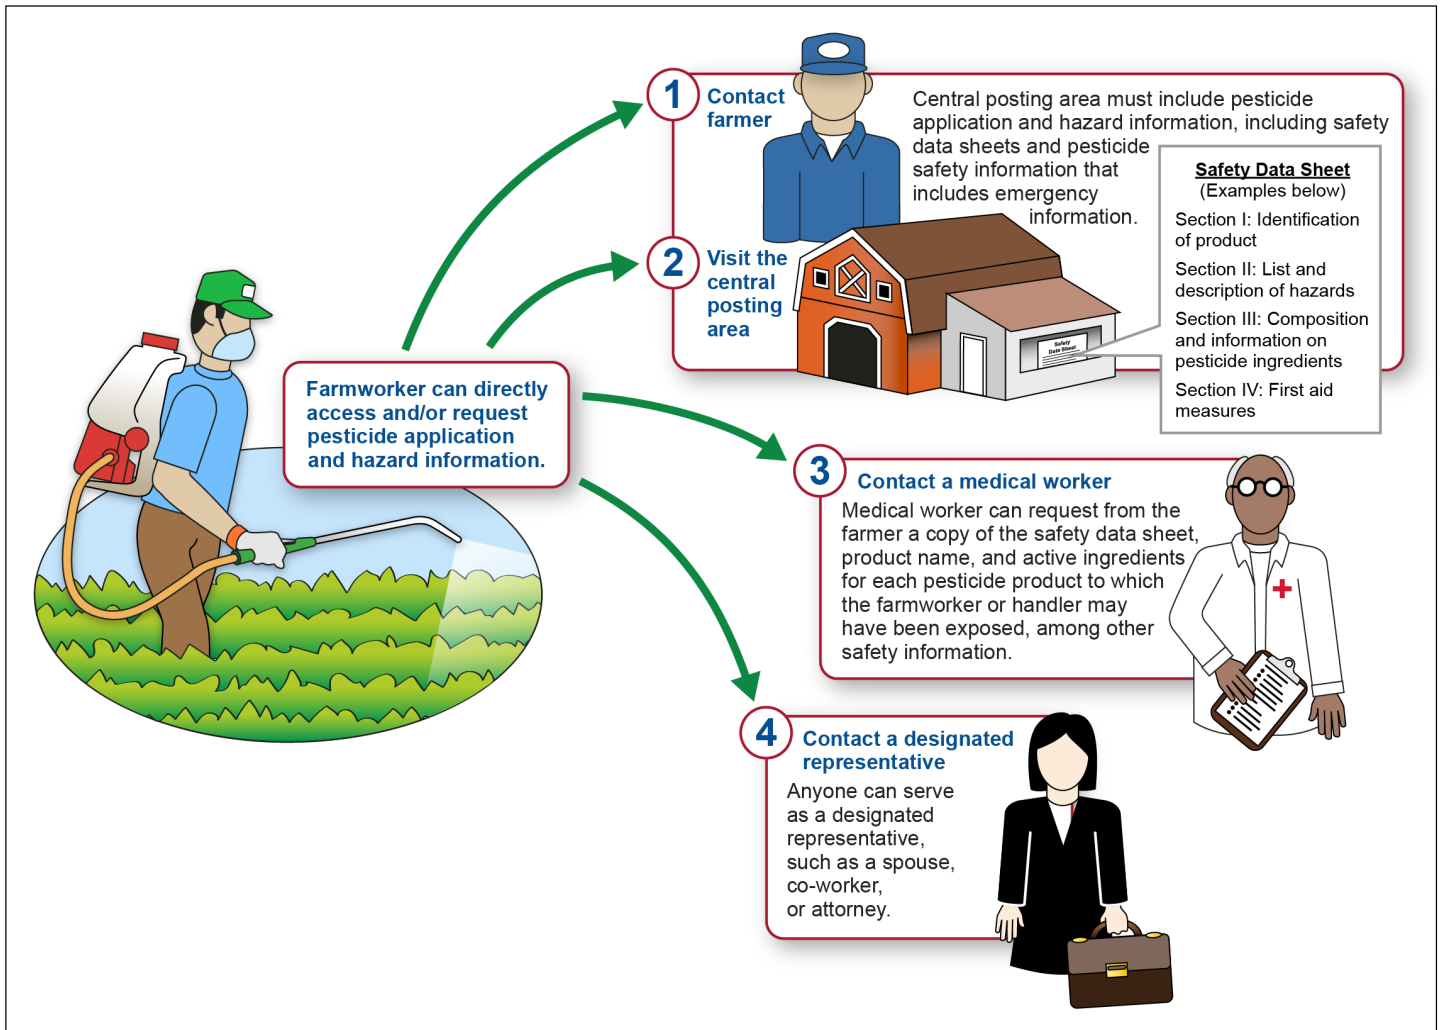 Farmworker can directly
access and/or request
pesticide application
and hazard information.
1
Contact
farmer
Central posting area must include pesticide
application and hazard information, including safety
data sheets and pesticide
safety information that
includes emergency
information.
2
Visit the
central
posting
area
Safety
Data Sheet
Safety Data Sheet
(Examples below)
Section I: Identification
of product
Section II: List and
description of hazards
Section III: Composition
and information on
pesticide ingredients
Section IV: First aid
measures
3
Contact a medical worker
Medical worker can request from the
farmer a copy of the safety data sheet,
product name, and active ingredients
for each pesticide product to which
the farmworker or handler may
have been exposed, among other
safety information.
4
Contact a designated
representative
Anyone can serve
as a designated
representative,
such as a spouse,
co-worker,
or attorney.